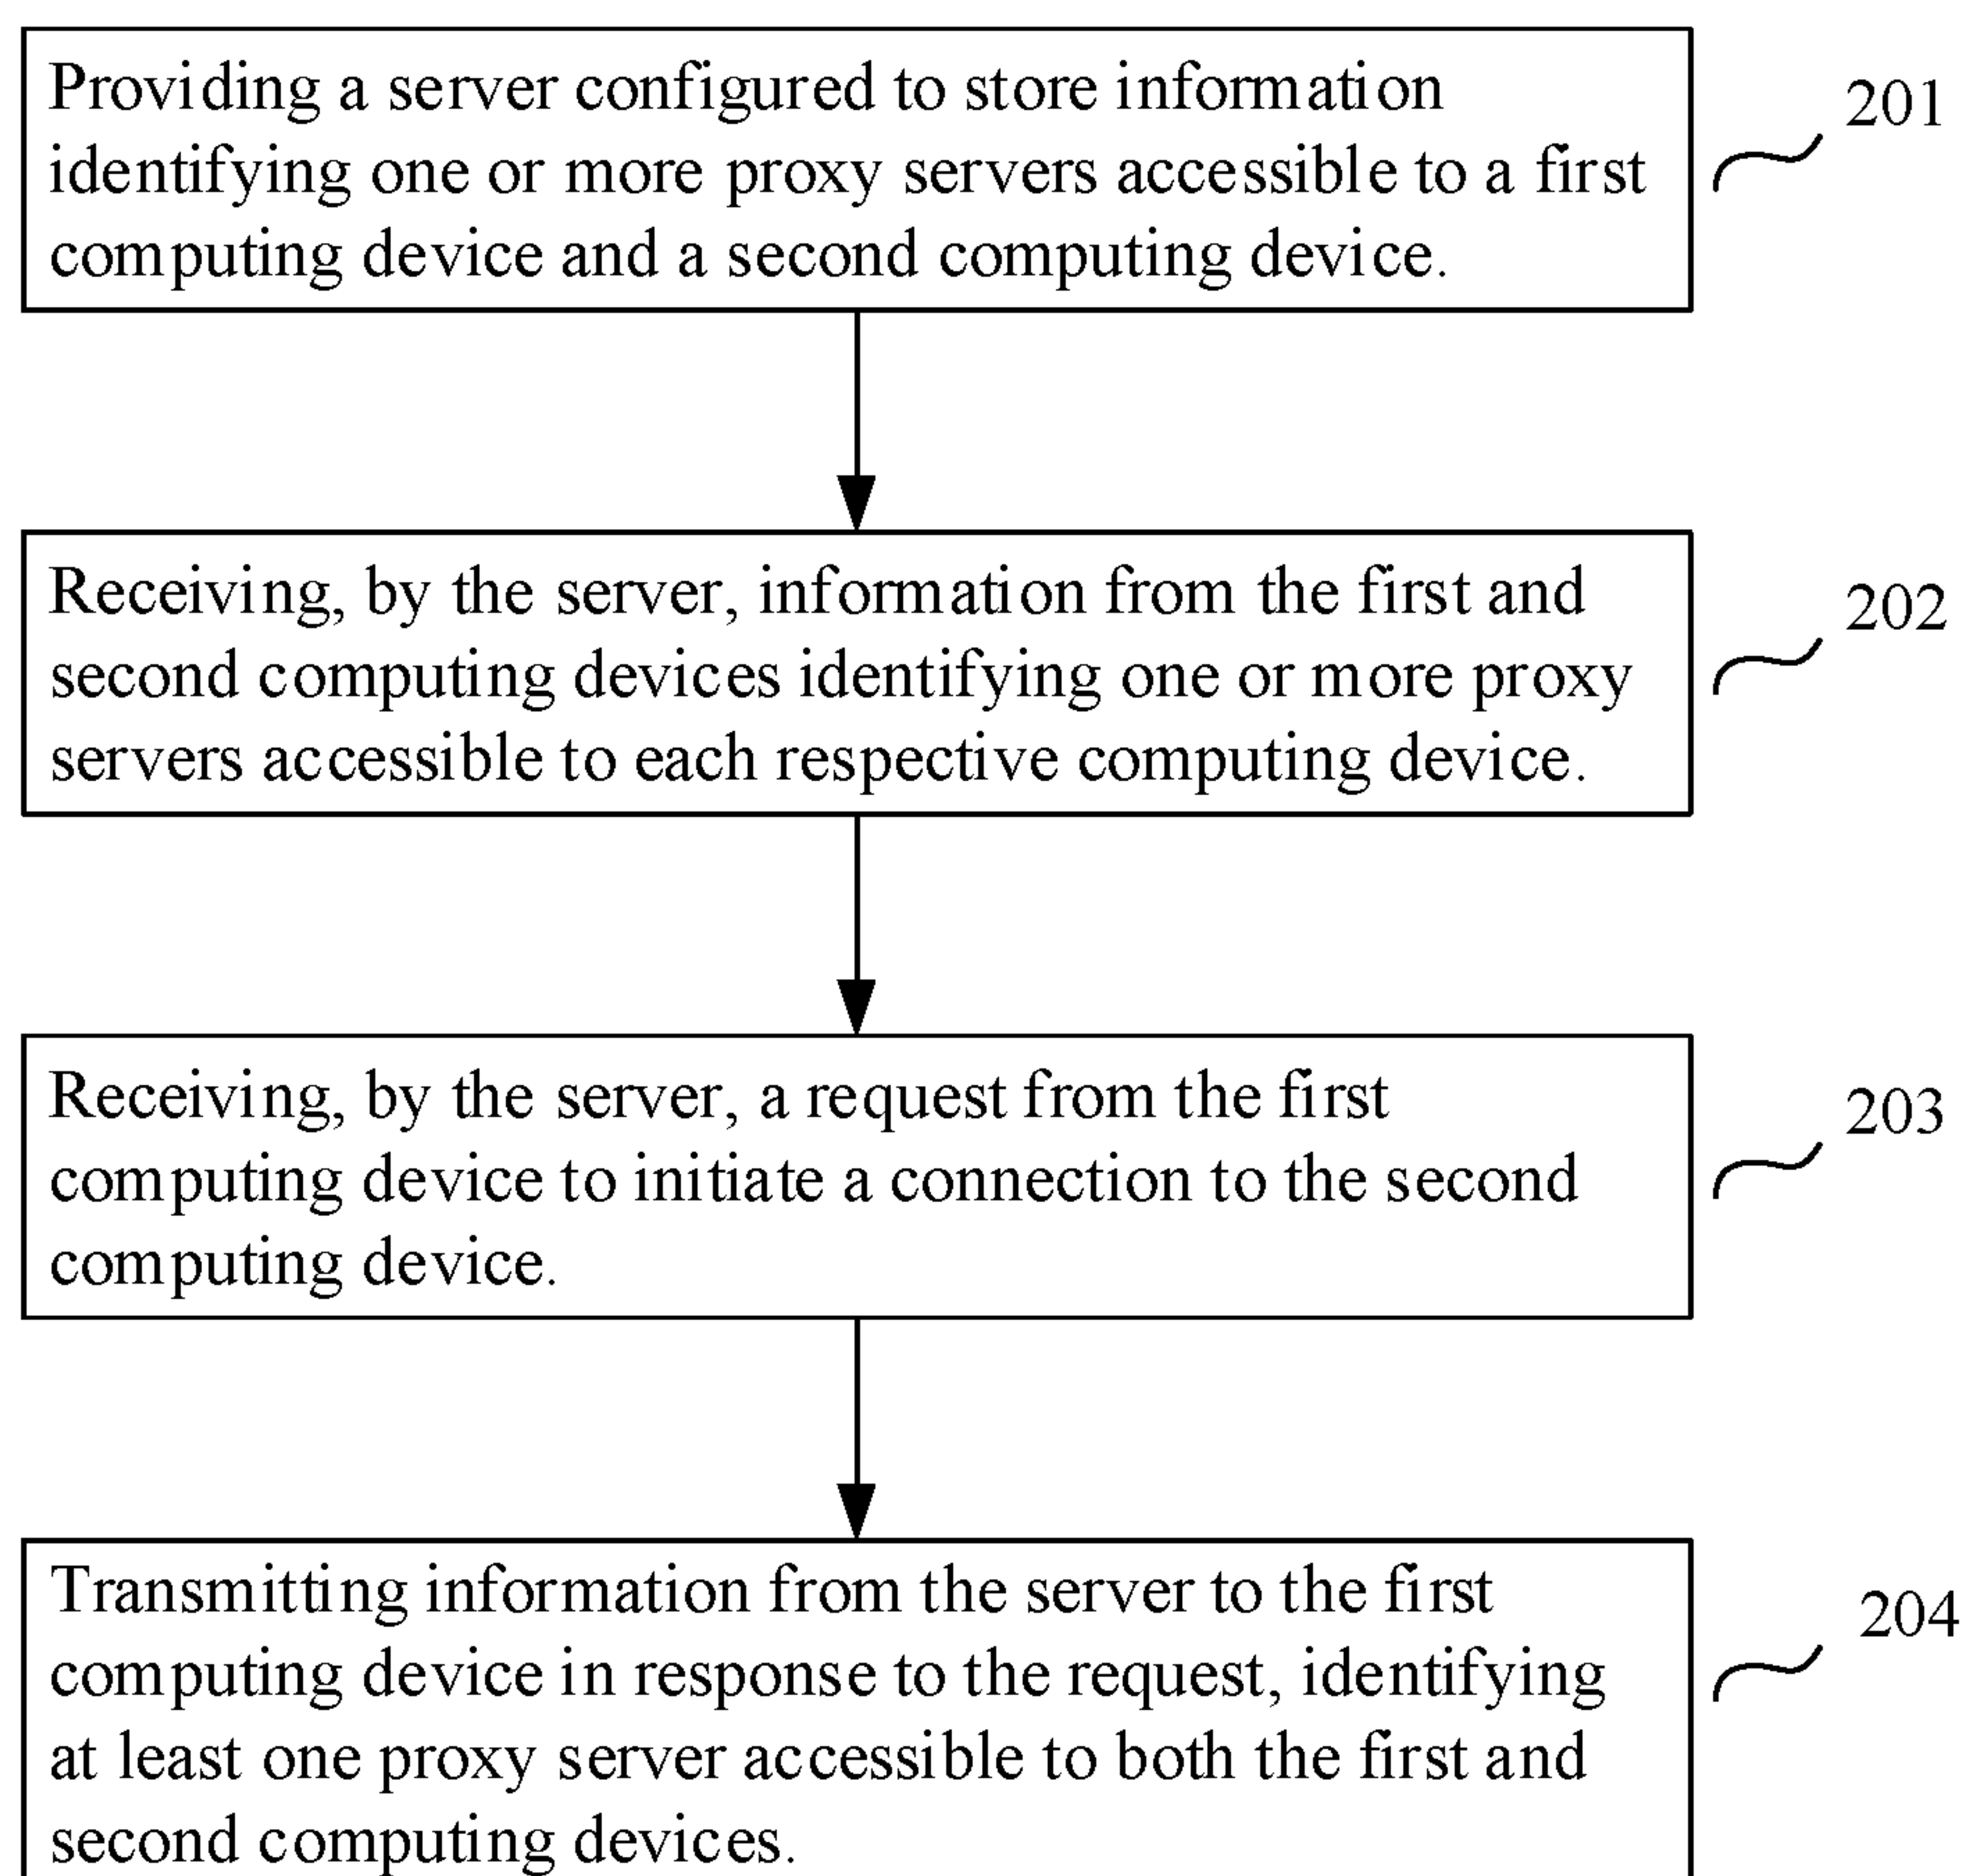 Providing a server configured to store information
identifying one or more proxy servers accessible to a first
computing device and a second computing device.
201
Receiving, by the server, information from the first and
second computing devices identifying one or more proxy
servers accessible to each respective computing device.
202
Receiving, by the server, a request from the first
computing device to initiate a connection to the second
computing device.
203
Transmitting information from the server to the first
computing device in response to the request, identifying
at least one proxy server accessible to both the first and
second computing devices.
204